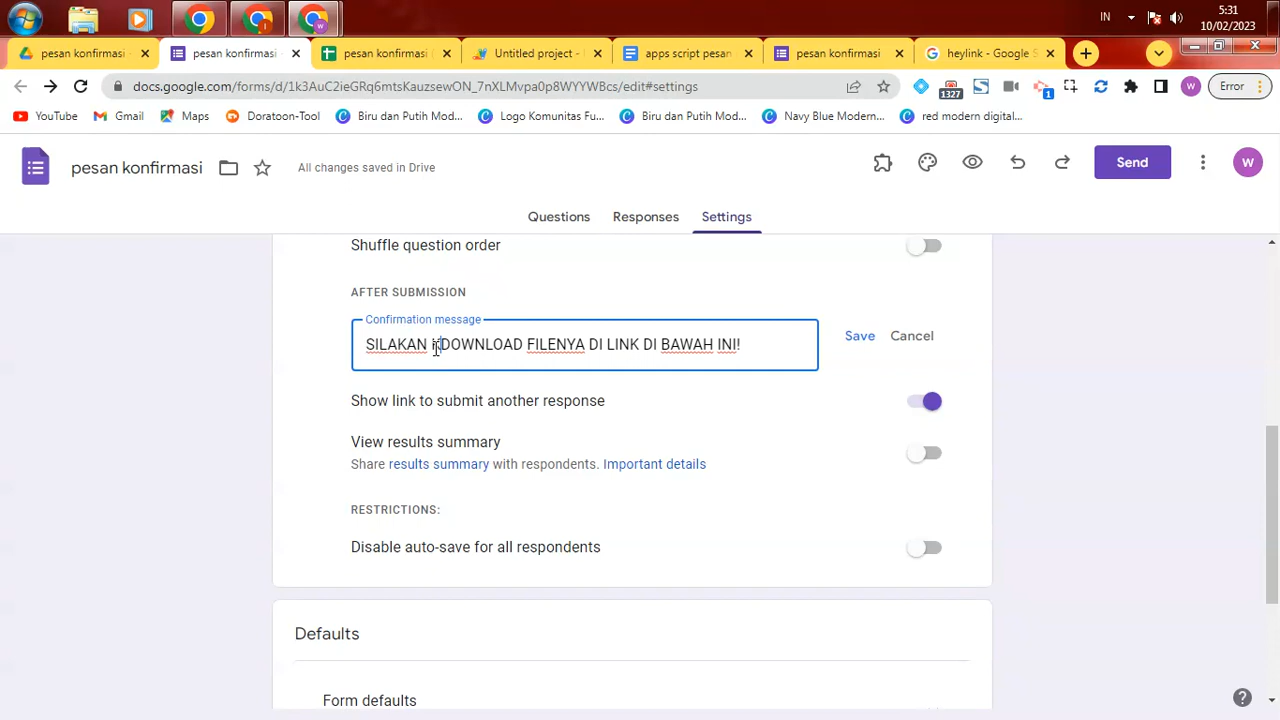 5:31
IN
10/02/2023
pesan konfirmasi
pesan konfirmasi -
pesan konfirmasi
Untitled project -
apps script pesan
pesan konfirmasi
heylink - Google S
docs.google.com/forms/d/
/edit#settings
1327
1
W
Error
YouTube
Gmail
Maps
Doratoon-Tool
Biru dan Putih Mod...
Logo Komunitas Fu...
Biru dan Putih Mod...
Navy Blue Modern...
red modern digital...
pesan konfirmasi
All changes saved in Drive
Send
W
Questions
Responses
Settings
Shuffle question order
AFTER SUBMISSION
Confirmation message
SILAKAN DOWNLOAD FILENYA DI LINK DI BAWAH INI!
Save
Cancel
Show link to submit another response
View results summary
Share results summary with respondents. Important details
RESTRICTIONS:
Disable auto-save for all respondents
Defaults
Form defaults